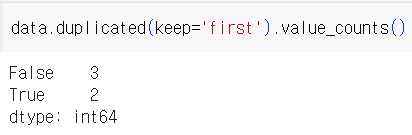 data.duplicated(keep='first').value_counts()
False    3
True     2
dtype: int64